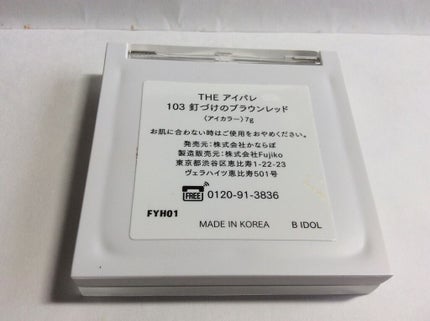 THE アイパレ
103 釘づけのブラウンレッド
〈アイカラー〉7g
お肌に合わない時はご使用をおやめください。
発売元:株式会社かならぼ
製造販売元:株式会社Fujiko
東京都渋谷区恵比寿1-22-23
ヴェラハイツ恵比寿501号
FREE 0120-91-3836
FYH01
MADE IN KOREA B IDOL